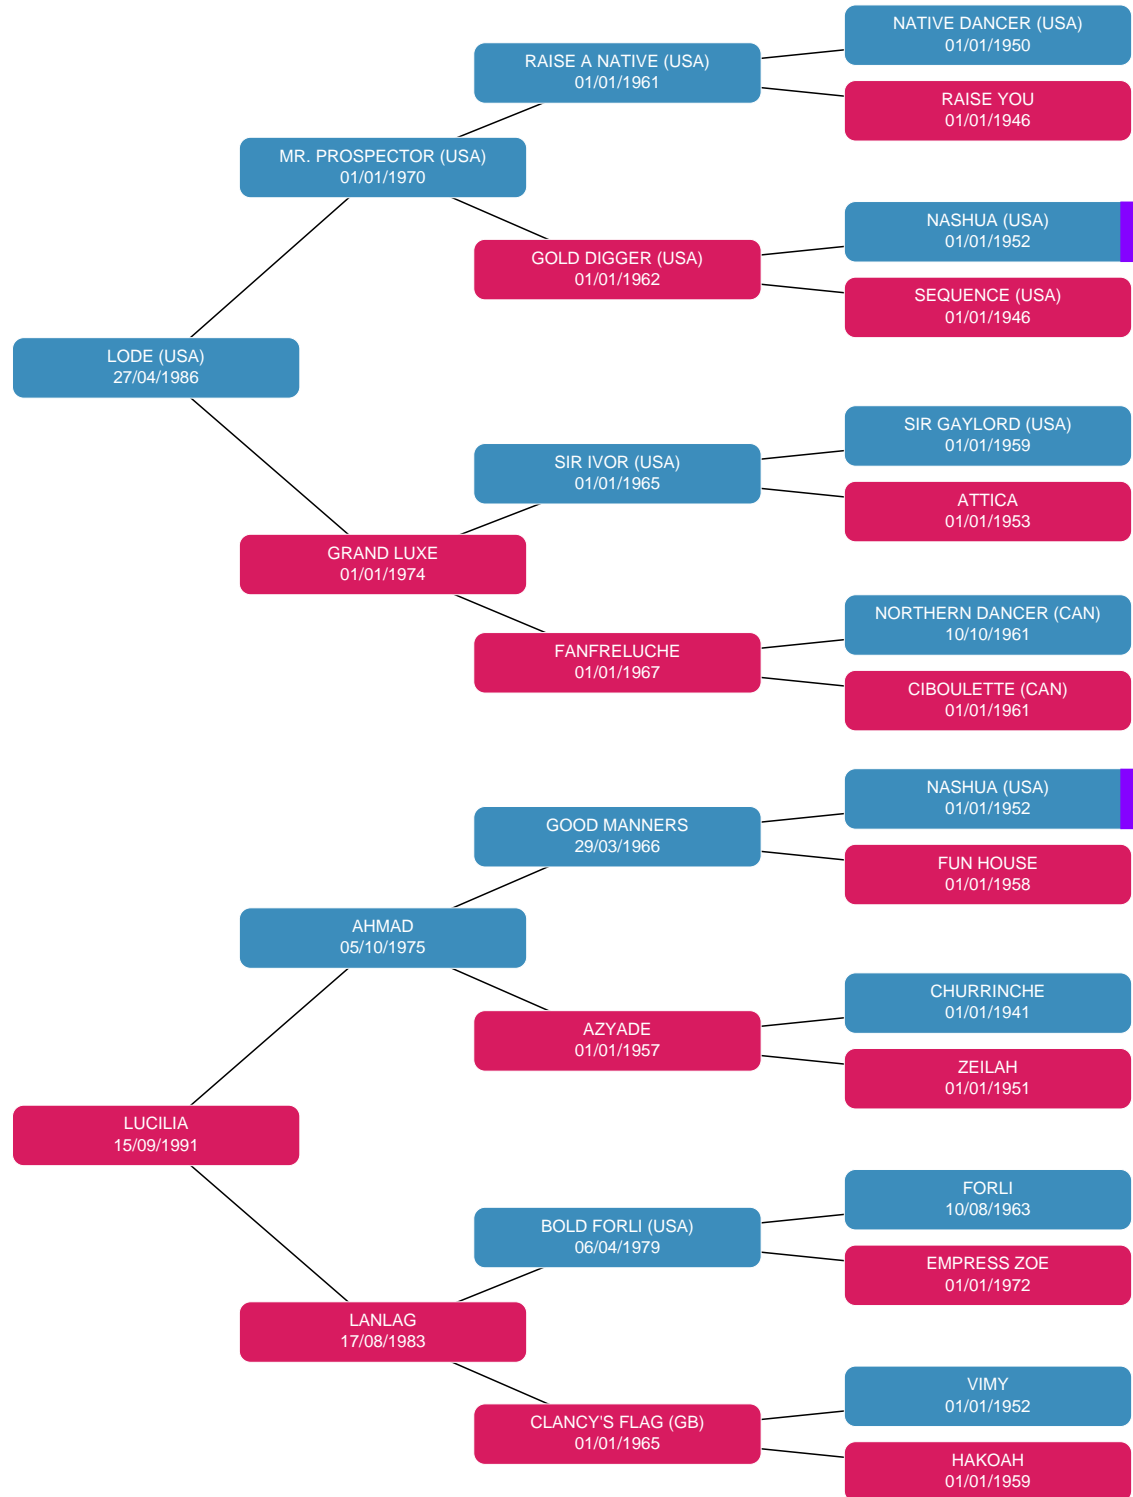 NATIVE DANCER (USA)
01/01/1950
RAISE A NATIVE (USA)
01/01/1961
RAISE YOU
01/01/1946
MR. PROSPECTOR (USA)
01/01/1970
NASHUA (USA)
01/01/1952
GOLD DIGGER (USA)
01/01/1962
SEQUENCE (USA)
01/01/1946
LODE (USA)
27/04/1986
SIR GAYLORD (USA)
01/01/1959
SIR IVOR (USA)
01/01/1965
ATTICA
01/01/1953
GRAND LUXE
01/01/1974
NORTHERN DANCER (CAN)
10/10/1961
FANFRELUCHE
01/01/1967
CIBOULETTE (CAN)
01/01/1961
NASHUA (USA)
01/01/1952
GOOD MANNERS
29/03/1966
FUN HOUSE
01/01/1958
AHMAD
05/10/1975
CHURRINCHE
01/01/1941
AZYADE
01/01/1957
ZEILAH
01/01/1951
LUCILIA
15/09/1991
FORLI
10/08/1963
BOLD FORLI (USA)
06/04/1979
EMPRESS ZOE
01/01/1972
LANLAG
17/08/1983
VIMY
01/01/1952
CLANCY'S FLAG (GB)
01/01/1965
HAKOAH
01/01/1959